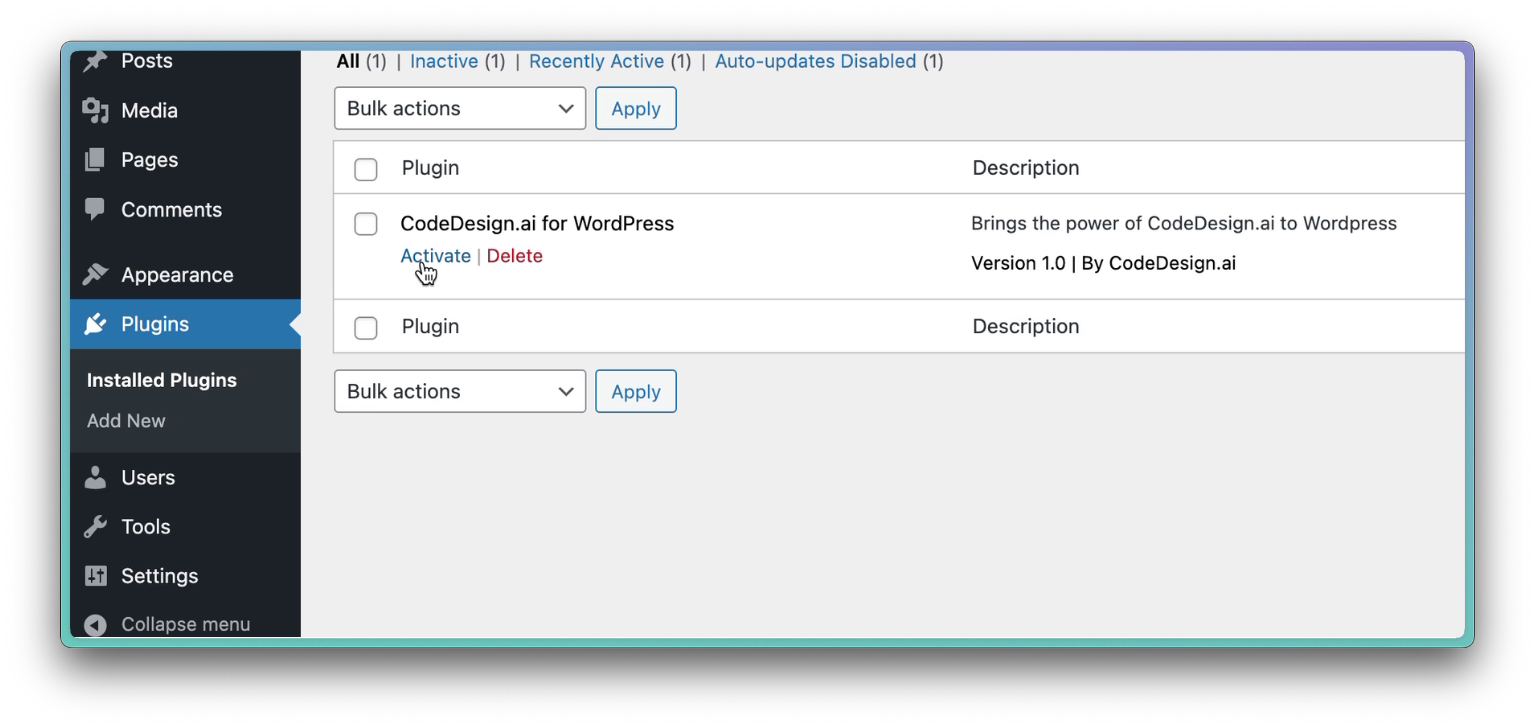 Posts
Media
Pages
Comments
Appearance
Plugins
Installed Plugins
Add New
Users
Tools
Settings
Collapse menu
All (1) | Inactive (1) | Recently Active (1) | Auto-updates Disabled (1)
Bulk actions Apply
Plugin Description
CodeDesign.ai for WordPress Brings the power of CodeDesign.ai to Wordpress
Activate | Delete Version 1.0 | By CodeDesign.ai
Plugin Description
Bulk actions Apply